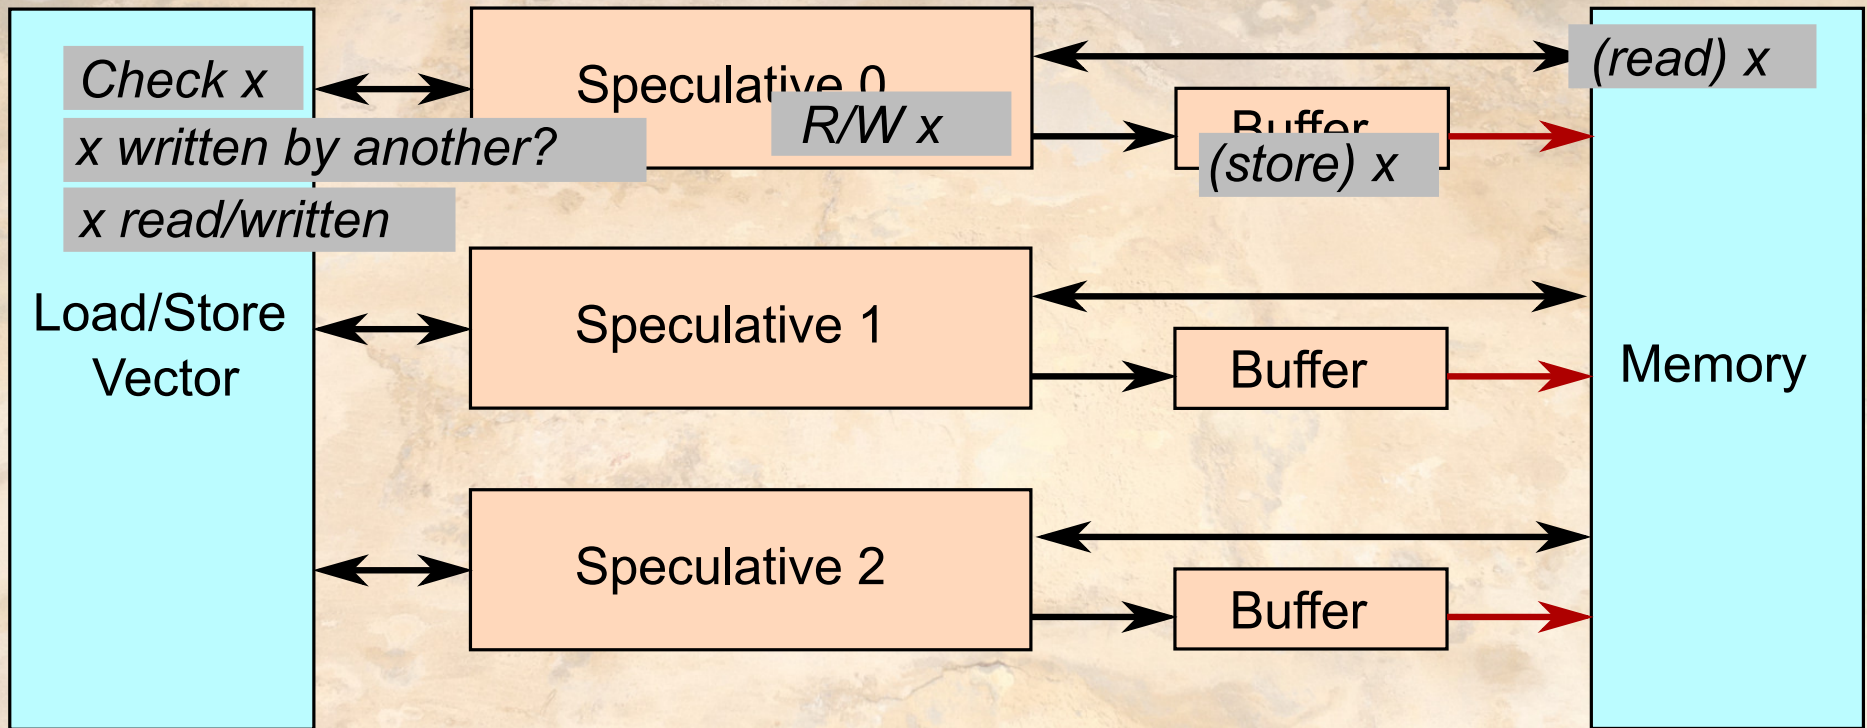 Check x
x written by another?
x read/written
Load/Store
Vector
Speculative 0
R/W x
Buffer
(store) x
(read) x
Speculative 1
Buffer
Memory
Speculative 2
Buffer